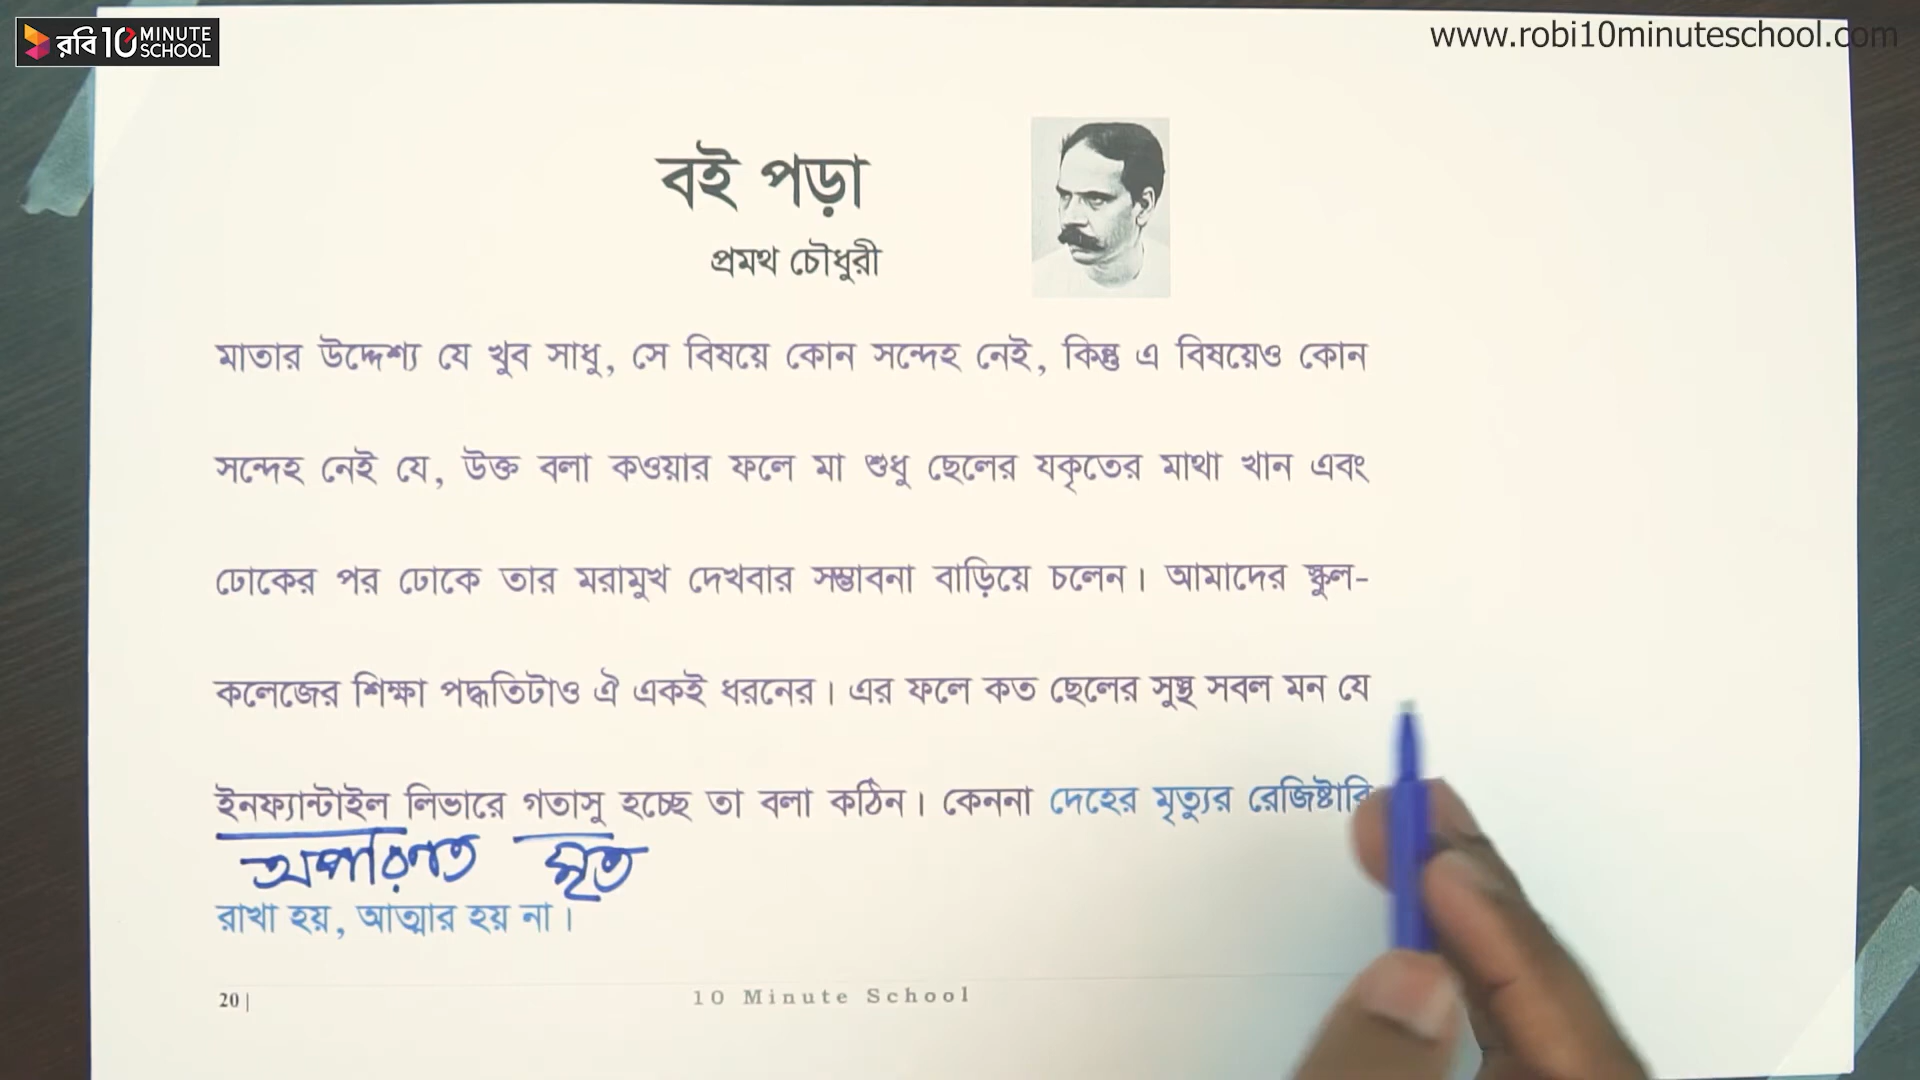 রবি 10 MINUTE SCHOOL
www.robi10minuteschool.com
বই পড়া
প্রমথ চৌধুরী
মাতার উদ্দেশ্য যে খুব সাধু, সে বিষয়ে কোন সন্দেহ নেই, কিন্তু এ বিষয়েও কোন
সন্দেহ নেই যে, উক্ত বলা কওয়ার ফলে মা শুধু ছেলের যকৃতের মাথা খান এবং
ঢোকের পর ঢোকে তার মরামুখ দেখবার সম্ভাবনা বাড়িয়ে চলেন। আমাদের স্কুল-
কলেজের শিক্ষা পদ্ধতিটাও ঐ একই ধরনের। এর ফলে কত ছেলের সুস্থ সবল মন যে
ইনফ্যান্টাইল লিভারে গতাসু হচ্ছে তা বলা কঠিন। কেননা দেহের মৃত্যুর রেজিষ্টারি
অপরিণত মৃত
রাখা হয়, আত্মার হয় না।
20 |
10 Minute School